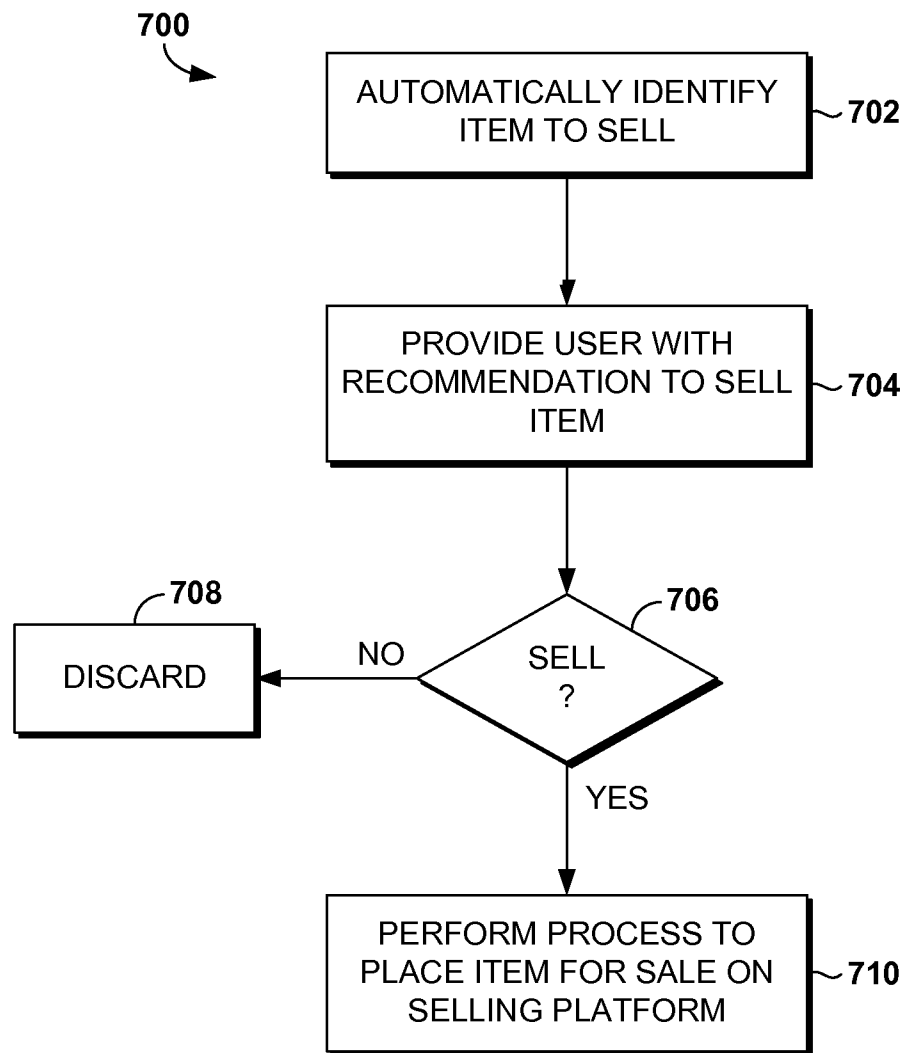 700
AUTOMATICALLY IDENTIFY
ITEM TO SELL
702
PROVIDE USER WITH
RECOMMENDATION TO SELL
ITEM
704
708
706
DISCARD
NO
SELL
?
YES
PERFORM PROCESS TO
PLACE ITEM FOR SALE ON
SELLING PLATFORM
710